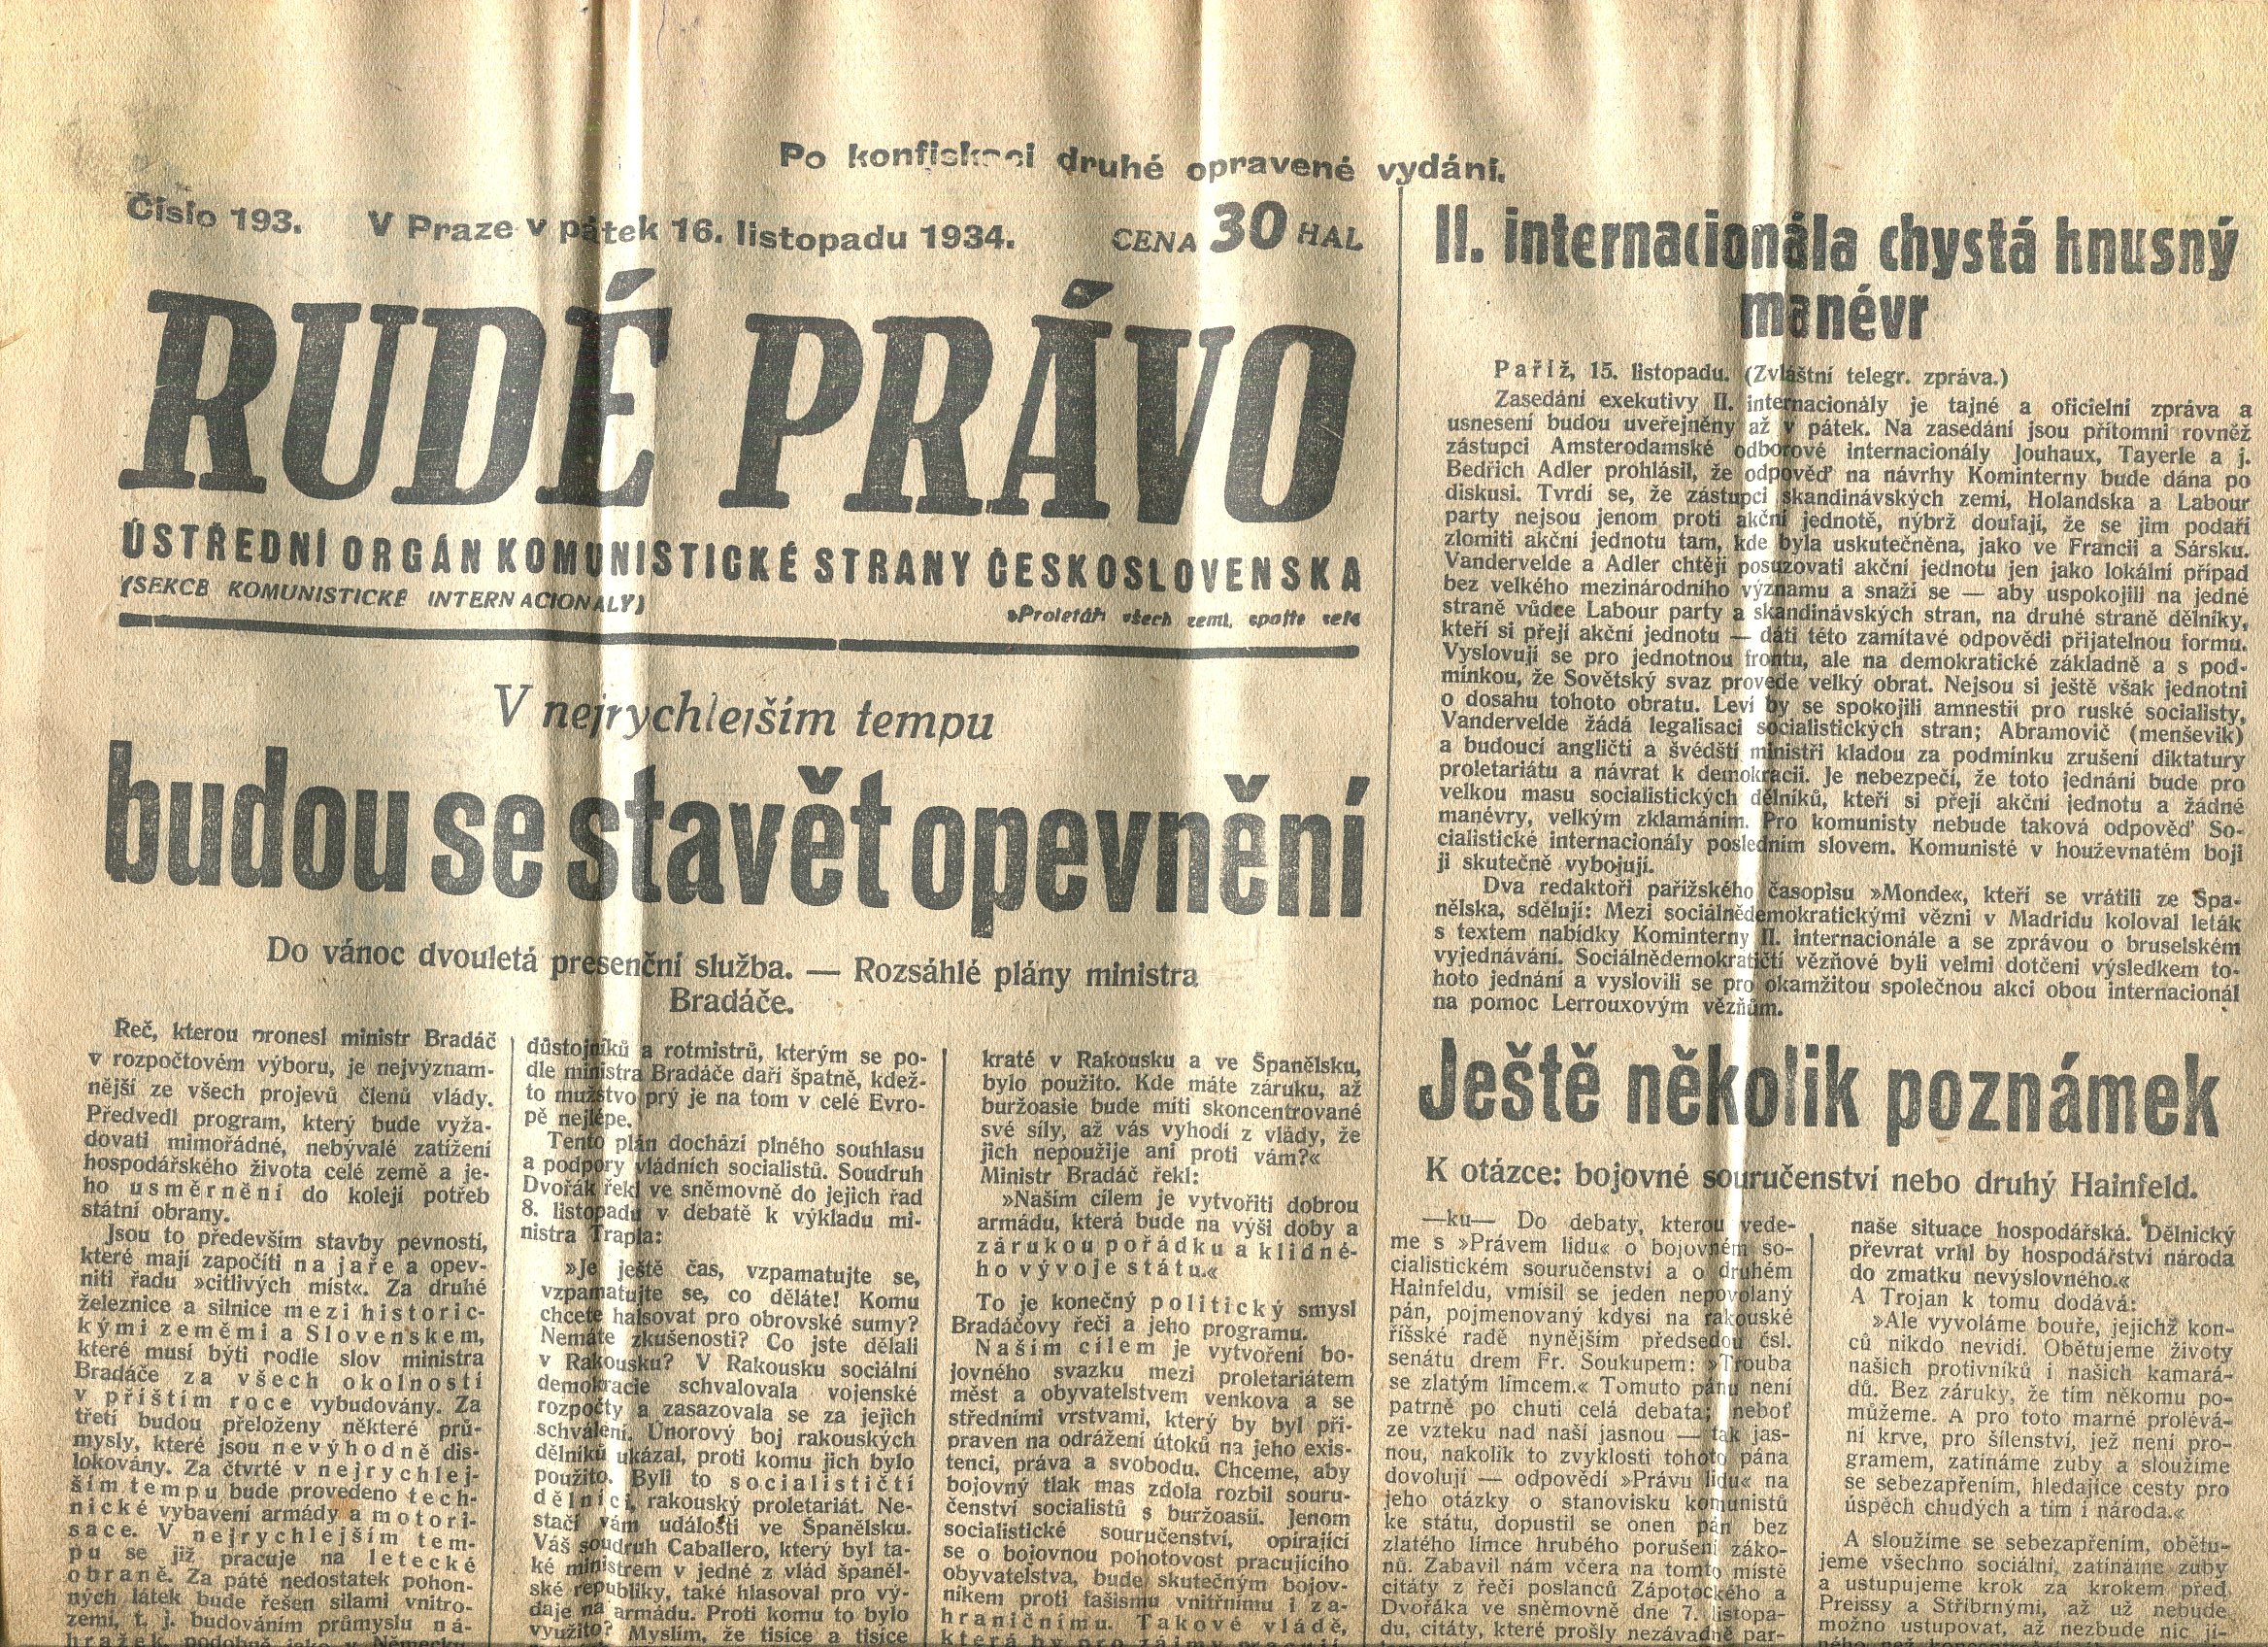 Po konfiskaci druhé opravené vydání.
Číslo 193. V Praze v pátek 16. listopadu 1934. CENA 30 HAL
RUDÉ PRÁVO
ÚSTŘEDNÍ ORGÁN KOMUNISTICKÉ STRANY ČESKOSLOVENSKA
(SEKCE KOMUNISTICKÉ INTERNACIONÁLY)
»Proletáři všech zemí, spojte se!«
V nejrychlejším tempu
budou se stavět opevnění
Do vánoc dvouletá presenční služba. — Rozsáhlé plány ministra
Bradáče.
Řeč, kterou pronesl ministr Bradáč
v rozpočtovém výboru, je nejvýznam-
nější ze všech projevů členů vlády.
Předvedl program, který bude vyža-
dovati mimořádné, nebývalé zatížení
hospodářského života celé země a je-
ho usměrnění do kolejí potřeb
státní obrany.
Jsou to především stavby pevností,
které mají započíti na jaře a opev-
niti řadu »citlivých míst«. Za druhé
železnice a silnice mezi historic-
kými zeměmi a Slovenskem,
které musí býti podle slov ministra
Bradáče za všech okolností
v příštím roce vybudovány. Za
třetí budou přeloženy některé prů-
mysly, které jsou nevýhodně dis-
lokovány. Za čtvrté v nejrychlej-
ším tempu bude provedeno tech-
nické vybavení armády a motori-
sace. V nejrychlejším tem-
pu se již pracuje na letecké
obraně. Za páté nedostatek pohon-
ných látek bude řešen silami vnitro-
zemí, t. j. budováním průmyslu ná-
hražek, podobně jako v Německu.
důstojníků a rotmistrů, kterým se po-
dle ministra Bradáče daří špatně, kdež-
to mužstvo prý je na tom v celé Evro-
pě nejlépe.
Tento plán dochází plného souhlasu
a podpory vládních socialistů. Soudruh
Dvořák řekl ve sněmovně do jejich řad
8. listopadu v debatě k výkladu mi-
nistra Trapla:
»Je ještě čas, vzpamatujte se,
vzpamatujte se, co děláte! Komu
chcete halsovat pro obrovské sumy?
Nemáte zkušenosti? Co jste dělali
v Rakousku? V Rakousku sociální
demokracie schvalovala vojenské
rozpočty a zasazovala se za jejich
schválení. Únorový boj rakouských
dělníků ukázal, proti komu jich bylo
použito. Byli to socialističtí
dělníci, rakouský proletariát. Ne-
stačí vám události ve Španělsku.
Váš soudruh Caballero, který byl ta-
ké ministrem v jedné z vlád španěl-
ské republiky, také hlasoval pro vý-
daje na armádu. Proti komu to bylo
využito? Myslím, že tisíce a tisíce
kraté v Rakousku a ve Španělsku,
bylo použito. Kde máte záruku, až
buržoasie bude míti skoncentrované
své síly, až vás vyhodí z vlády, že
jich nepoužije ani proti vám?«
Ministr Bradáč řekl:
»Naším cílem je vytvořiti dobrou
armádu, která bude na výši doby a
zárukou pořádku a klidné-
ho vývoje státu.«
To je konečný politický smysl
Bradáčovy řeči a jeho programu.
Naším cílem je vytvoření bo-
jovného svazku mezi proletariátem
měst a obyvatelstvem venkova a se
středními vrstvami, který by byl při-
praven na odrážení útoků na jeho exis-
tenci, práva a svobodu. Chceme, aby
bojovný tlak mas zdola rozbil souru-
čenství socialistů s buržoasií. Jenom
socialistické souručenství, opírající
se o bojovnou pohotovost pracujícího
obyvatelstva, bude skutečným bojov-
níkem proti fašismu vnitřnímu i za-
hraničnímu. Takové vládě,
která by pro zájmy
II. internacionála chystá hnusný
manévr
Paříž, 15. listopadu. (Zvláštní telegr. zpráva.)
Zasedání exekutivy II. internacionály je tajné a oficielní zpráva a
usnesení budou uveřejněny až v pátek. Na zasedání jsou přítomni rovněž
zástupci Amsterodamské odborové internacionály Jouhaux, Tayerle a j.
Bedřich Adler prohlásil, že odpověď na návrhy Kominterny bude dána po
diskusi. Tvrdí se, že zástupci skandinávských zemí, Holandska a Labour
party nejsou jenom proti akční jednotě, nýbrž doufají, že se jim podaří
zlomiti akční jednotu tam, kde byla uskutečněna, jako ve Francii a Sársku.
Vandervelde a Adler chtějí posuzovati akční jednotu jen jako lokální případ
bez velkého mezinárodního významu a snaží se — aby uspokojili na jedné
straně vůdce Labour party a skandinávských stran, na druhé straně dělníky,
kteří si přejí akční jednotu — dáti této zamítavé odpovědi přijatelnou formu.
Vyslovují se pro jednotnou frontu, ale na demokratické základně a s pod-
mínkou, že Sovětský svaz provede velký obrat. Nejsou si ještě však jednotni
o dosahu tohoto obratu. Leví by se spokojili amnestií pro ruské socialisty,
Vandervelde žádá legalisaci socialistických stran; Abramovič (menševik)
a budoucí angličtí a švédští ministři kladou za podmínku zrušení diktatury
proletariátu a návrat k demokracii. Je nebezpečí, že toto jednání bude pro
velkou masu socialistických dělníků, kteří si přejí akční jednotu a žádné
manévry, velkým zklamáním. Pro komunisty nebude taková odpověď So-
cialistické internacionály posledním slovem. Komunisté v houževnatém boji
ji skutečně vybojují.
Dva redaktoři pařížského časopisu »Monde«, kteří se vrátili ze Špa-
nělska, sdělují: Mezi sociálnědemokratickými vězni v Madridu koloval leták
s textem nabídky Kominterny II. internacionále a se zprávou o bruselském
vyjednávání. Sociálnědemokratičtí vězňové byli velmi dotčeni výsledkem to-
hoto jednání a vyslovili se pro okamžitou společnou akci obou internacionál
na pomoc Lerrouxovým vězňům.
Ještě několik poznámek
K otázce: bojovné souručenství nebo druhý Hainfeld.
—ku— Do debaty, kterou vede-
me s »Právem lidu« o bojovném so-
cialistickém souručenství a o druhém
Hainfeldu, vmísil se jeden nepovolaný
pán, pojmenovaný kdysi na rakouské
říšské radě nynějším předsedou čsl.
senátu drem Fr. Soukupem: »Trouba
se zlatým límcem.« Tomuto pánu není
patrně po chuti celá debata; neboť
ze vzteku nad naší jasnou — tak jas-
nou, nakolik to zvyklosti tohoto pána
dovolují — odpovědí »Právu lidu« na
jeho otázky o stanovisku komunistů
ke státu, dopustil se onen pán bez
zlatého límce hrubého porušení záko-
nů. Zabavil nám včera na tomto místě
citáty z řečí poslanců Zápotockého a
Dvořáka ve sněmovně dne 7. listopa-
du, citáty, které prošly nezávadně par-
naše situace hospodářská. Dělnický
převrat vrhl by hospodářství národa
do zmatku nevýslovného.«
A Trojan k tomu dodává:
»Ale vyvoláme bouře, jejichž kon-
ců nikdo nevidí. Obětujeme životy
našich protivníků i našich kamará-
dů. Bez záruky, že tím někomu po-
můžeme. A pro toto marné prolévá-
ní krve, pro šílenství, jež není pro-
gramem, zatínáme zuby a sloužíme
se sebezapřením, hledajíce cesty pro
úspěch chudých a tím i národa.«
A sloužíme se sebezapřením, obětu-
jeme všechno sociální, zatínáme zuby
a ustupujeme krok za krokem před
Preissy a Stříbrnými, až už nebude
možno ustupovat, až nezbude nic ji-